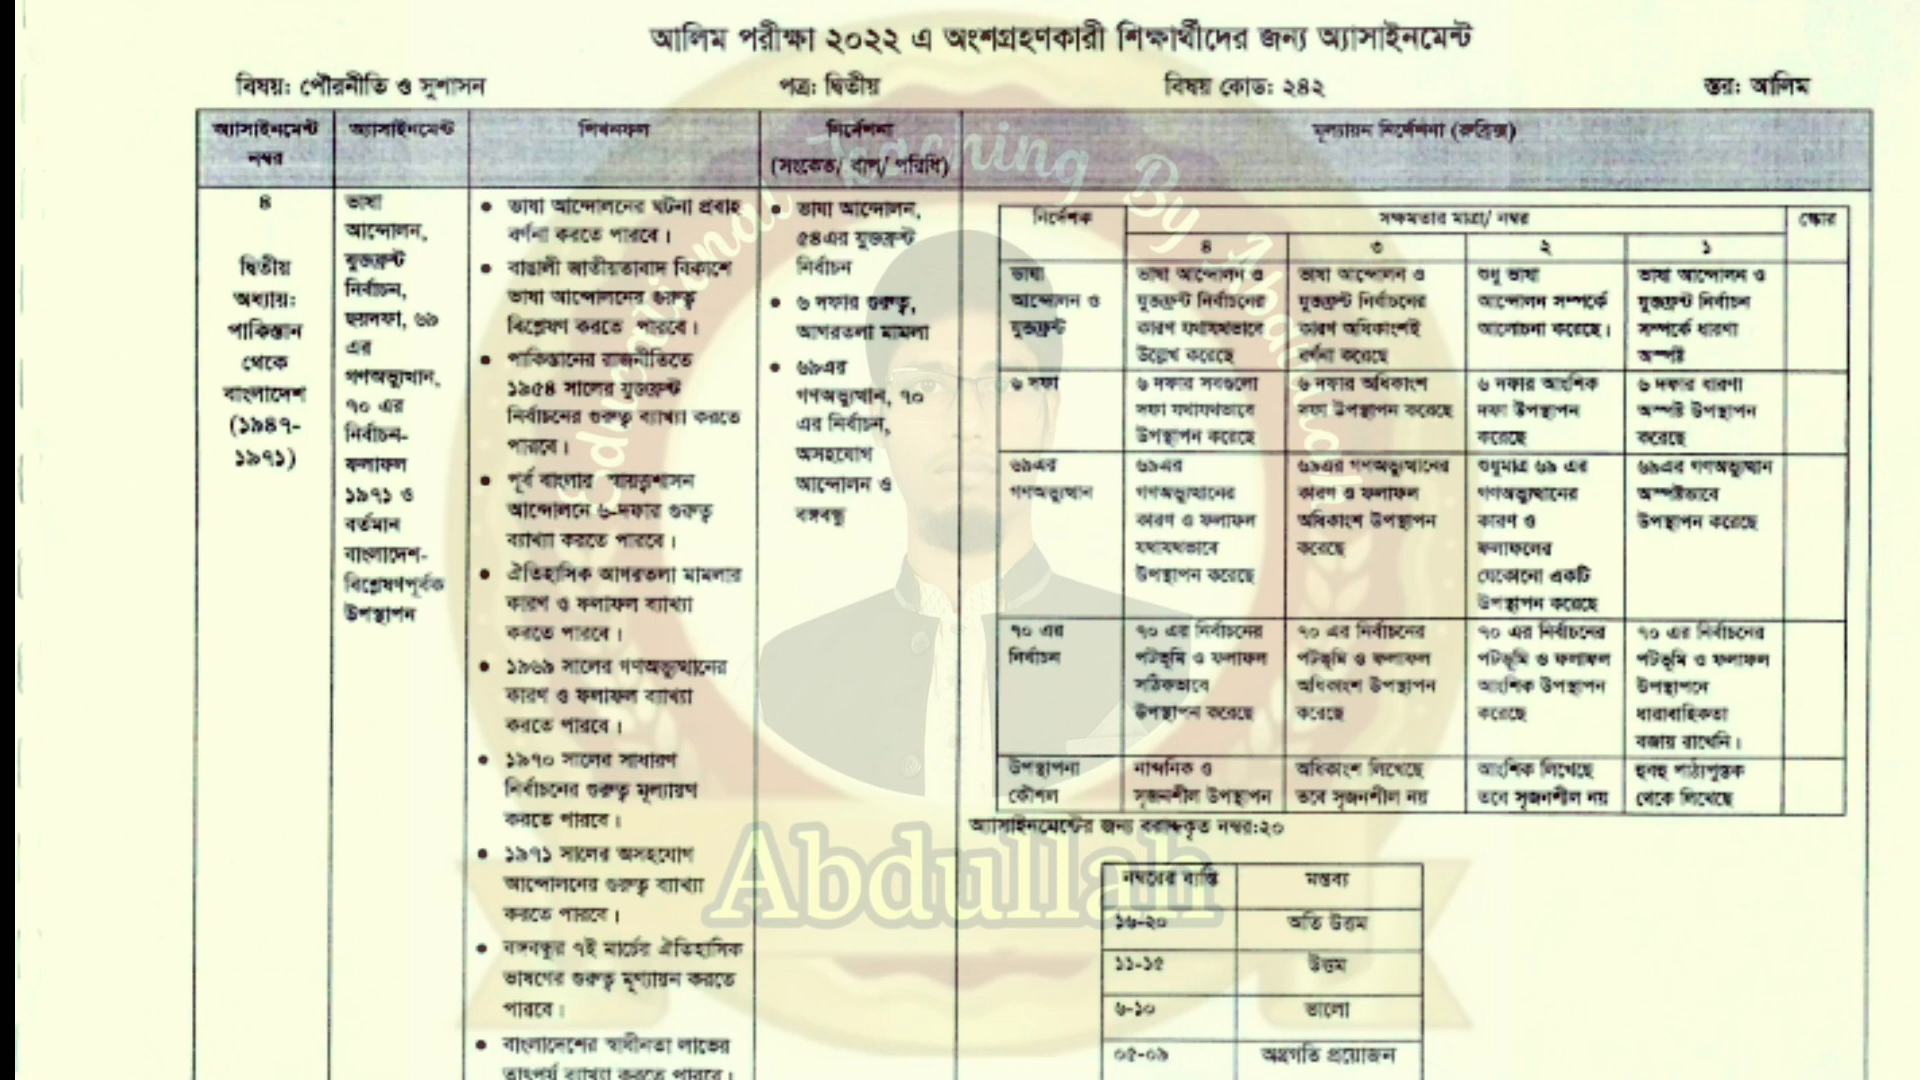 আলিম পরীক্ষা ২০২২ এ অংশগ্রহণকারী শিক্ষার্থীদের জন্য অ্যাসাইনমেন্ট
বিষয়: পৌরনীতি ও সুশাসন পত্র: দ্বিতীয় বিষয় কোড: ২৪২ স্তর: আলিম
অ্যাসাইনমেন্ট
নম্বর
৪
দ্বিতীয়
অধ্যায়:
পাকিস্তান
থেকে
বাংলাদেশ
(১৯৪৭-
১৯৭১)
অ্যাসাইনমেন্ট
ভাষা
আন্দোলন,
যুক্তফ্রন্ট
নির্বাচন,
ছয়দফা, ৬৯
এর
গণঅভ্যুত্থান,
৭০ এর
নির্বাচন-
ফলাফল
১৯৭১ ও
বর্তমান
বাংলাদেশ-
বিশ্লেষণপূর্বক
উপস্থাপন
শিখনফল
• ভাষা আন্দোলনের ঘটনা প্রবাহ
বর্ণনা করতে পারবে।
• বাঙালী জাতীয়তাবাদ বিকাশে
ভাষা আন্দোলনের গুরুত্ব
বিশ্লেষণ করতে পারবে।
• পাকিস্তানের রাজনীতিতে
১৯৫৪ সালের যুক্তফ্রন্ট
নির্বাচনের গুরুত্ব ব্যাখ্যা করতে
পারবে।
• পূর্ব বাংলার স্বায়ত্বশাসন
আন্দোলনে ৬-দফার গুরুত্ব
ব্যাখ্যা করতে পারবে।
• ঐতিহাসিক আগরতলা মামলার
কারণ ও ফলাফল ব্যাখ্যা
করতে পারবে।
• ১৯৬৯ সালের গণঅভ্যুত্থানের
কারণ ও ফলাফল ব্যাখ্যা
করতে পারবে।
• ১৯৭০ সালের সাধারণ
নির্বাচনের গুরুত্ব মূল্যায়ণ
করতে পারবে।
• ১৯৭১ সালের অসহযোগ
আন্দোলনের গুরুত্ব ব্যাখ্যা
করতে পারবে।
• বঙ্গবন্ধুর ৭ই মার্চের ঐতিহাসিক
ভাষণের গুরুত্ব মূল্যায়ন করতে
পারবে।
• বাংলাদেশের স্বাধীনতা লাভের
তাৎপর্য ব্যাখ্যা করতে পারবে।
নির্দেশনা
(সংকেত/ ধাপ/ পরিধি)
• ভাষা আন্দোলন,
৫৪এর যুক্তফ্রন্ট
নির্বাচন
• ৬ দফার গুরুত্ব,
আগরতলা মামলা
• ৬৯এর
গণঅভ্যুত্থান, ৭০
এর নির্বাচন,
অসহযোগ
আন্দোলন ও
বঙ্গবন্ধু
মূল্যায়ন নির্দেশনা (রুব্রিক্স)
নির্দেশক সক্ষমতার মাত্রা/ নম্বর স্কোর
৪ ৩ ২ ১
ভাষা
আন্দোলন ও
যুক্তফ্রন্ট
ভাষা আন্দোলন ও
যুক্তফ্রন্ট নির্বাচনের
কারণ যথাযথভাবে
উল্লেখ করেছে
ভাষা আন্দোলন ও
যুক্তফ্রন্ট নির্বাচনের
কারণ অধিকাংশই
বর্ণনা করেছে
শুধু ভাষা
আন্দোলন সম্পর্কে
আলোচনা করেছে।
ভাষা আন্দোলন ও
যুক্তফ্রন্ট নির্বাচন
সম্পর্কে ধারণা
অস্পষ্ট
৬ দফা
৬ দফার সবগুলো
দফা যথাযথভাবে
উপস্থাপন করেছে
৬ দফার অধিকাংশ
দফা উপস্থাপন করেছে
৬ দফার আংশিক
দফা উপস্থাপন
করেছে
৬ দফার ধারণা
অস্পষ্ট উপস্থাপন
করেছে
৬৯এর
গণঅভ্যুত্থান
৬৯এর
গণঅভ্যুত্থানের
কারণ ও ফলাফল
যথাযথভাবে
উপস্থাপন করেছে
৬৯এর গণঅভ্যুত্থানের
কারণ ও ফলাফল
অধিকাংশ উপস্থাপন
করেছে
শুধুমাত্র ৬৯ এর
গণঅভ্যুত্থানের
কারণ ও
ফলাফলের
যেকোনো একটি
উপস্থাপন করেছে
৬৯এর গণঅভ্যুত্থান
অস্পষ্টভাবে
উপস্থাপন করেছে
৭০ এর
নির্বাচন
৭০ এর নির্বাচনের
পটভূমি ও ফলাফল
সঠিকভাবে
উপস্থাপন করেছে
৭০ এর নির্বাচনের
পটভূমি ও ফলাফল
অধিকাংশ উপস্থাপন
করেছে
৭০ এর নির্বাচনের
পটভূমি ও ফলাফল
আংশিক উপস্থাপন
করেছে
৭০ এর নির্বাচনের
পটভূমি ও ফলাফল
উপস্থাপনে
ধারাবাহিকতা
বজায় রাখেনি।
উপস্থাপনা
কৌশল
নান্দনিক ও
সৃজনশীল উপস্থাপন
অধিকাংশ লিখেছে
তবে সৃজনশীল নয়
আংশিক লিখেছে
তবে সৃজনশীল নয়
হুবহু পাঠ্যপুস্তক
থেকে লিখেছে
অ্যাসাইনমেন্টের জন্য বরাদ্দকৃত নম্বর:২০
নম্বরের ব্যাপ্তি মন্তব্য
১৬-২০ অতি উত্তম
১১-১৫ উত্তম
৬-১০ ভালো
০৫-০৯ অগ্রগতি প্রয়োজন
Educational Teaching By Abdullah
Abdullah